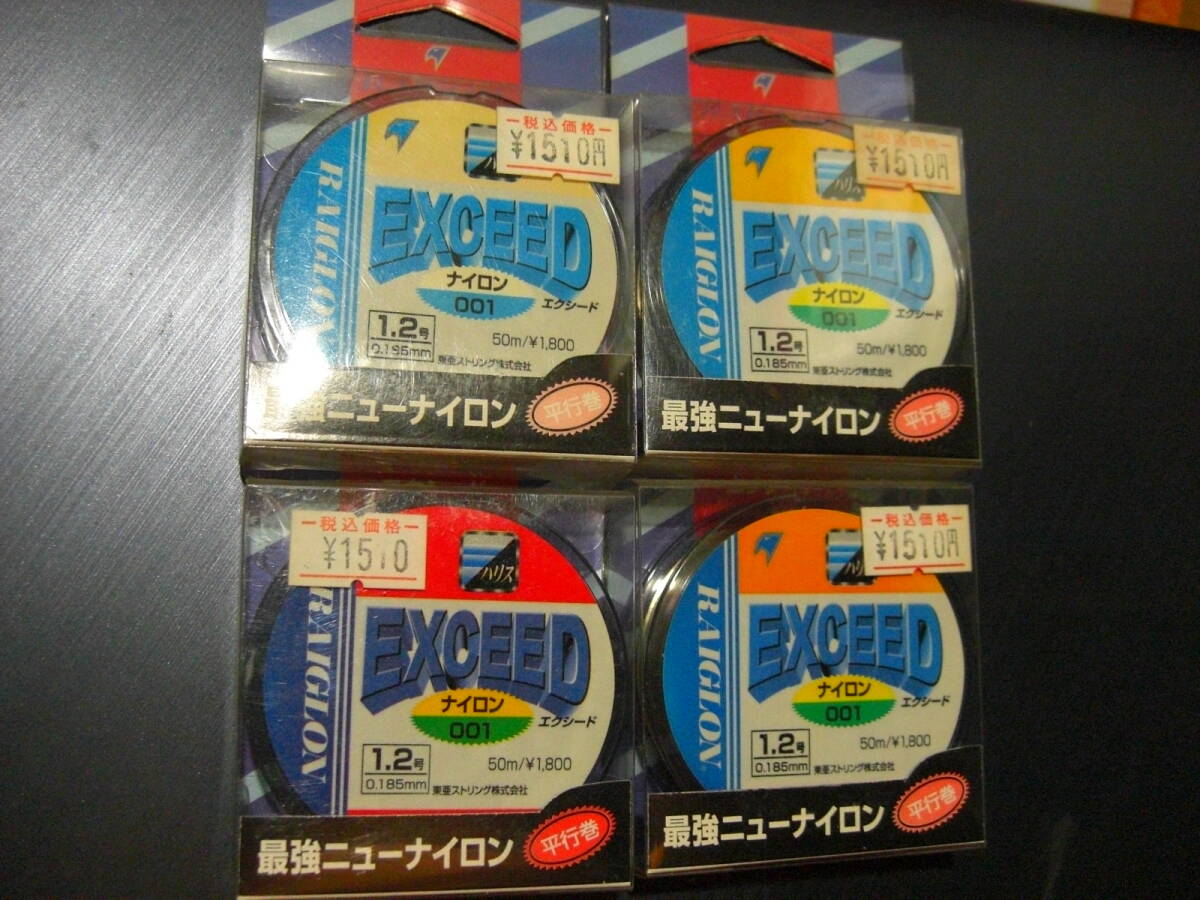 税込価格
¥1510円
RAIGLON
EXCEED
ナイロン
001
エクシード
1.2号
0.185mm
50m/¥1,800
東亜ストリング株式会社
強ニューナイロン
平行巻
税込価格
¥1510円
ハリス
RAIGLON
EXCEED
ナイロン
001
エクシード
1.2号
0.185mm
50m/¥1,800
東亜ストリング株式会社
最強ニューナイロン
平行巻
税込価格
¥1510
ハリス
RAIGLON
EXCEED
ナイロン
001
エクシード
1.2号
0.185mm
50m/¥1,800
東亜ストリング株式会社
最強ニューナイロン
平行巻
税込価格
¥1510円
RAIGLON
EXCEED
ナイロン
001
エクシード
1.2号
0.185mm
50m/¥1,800
東亜ストリング株式会社
最強ニューナイロン
平行巻